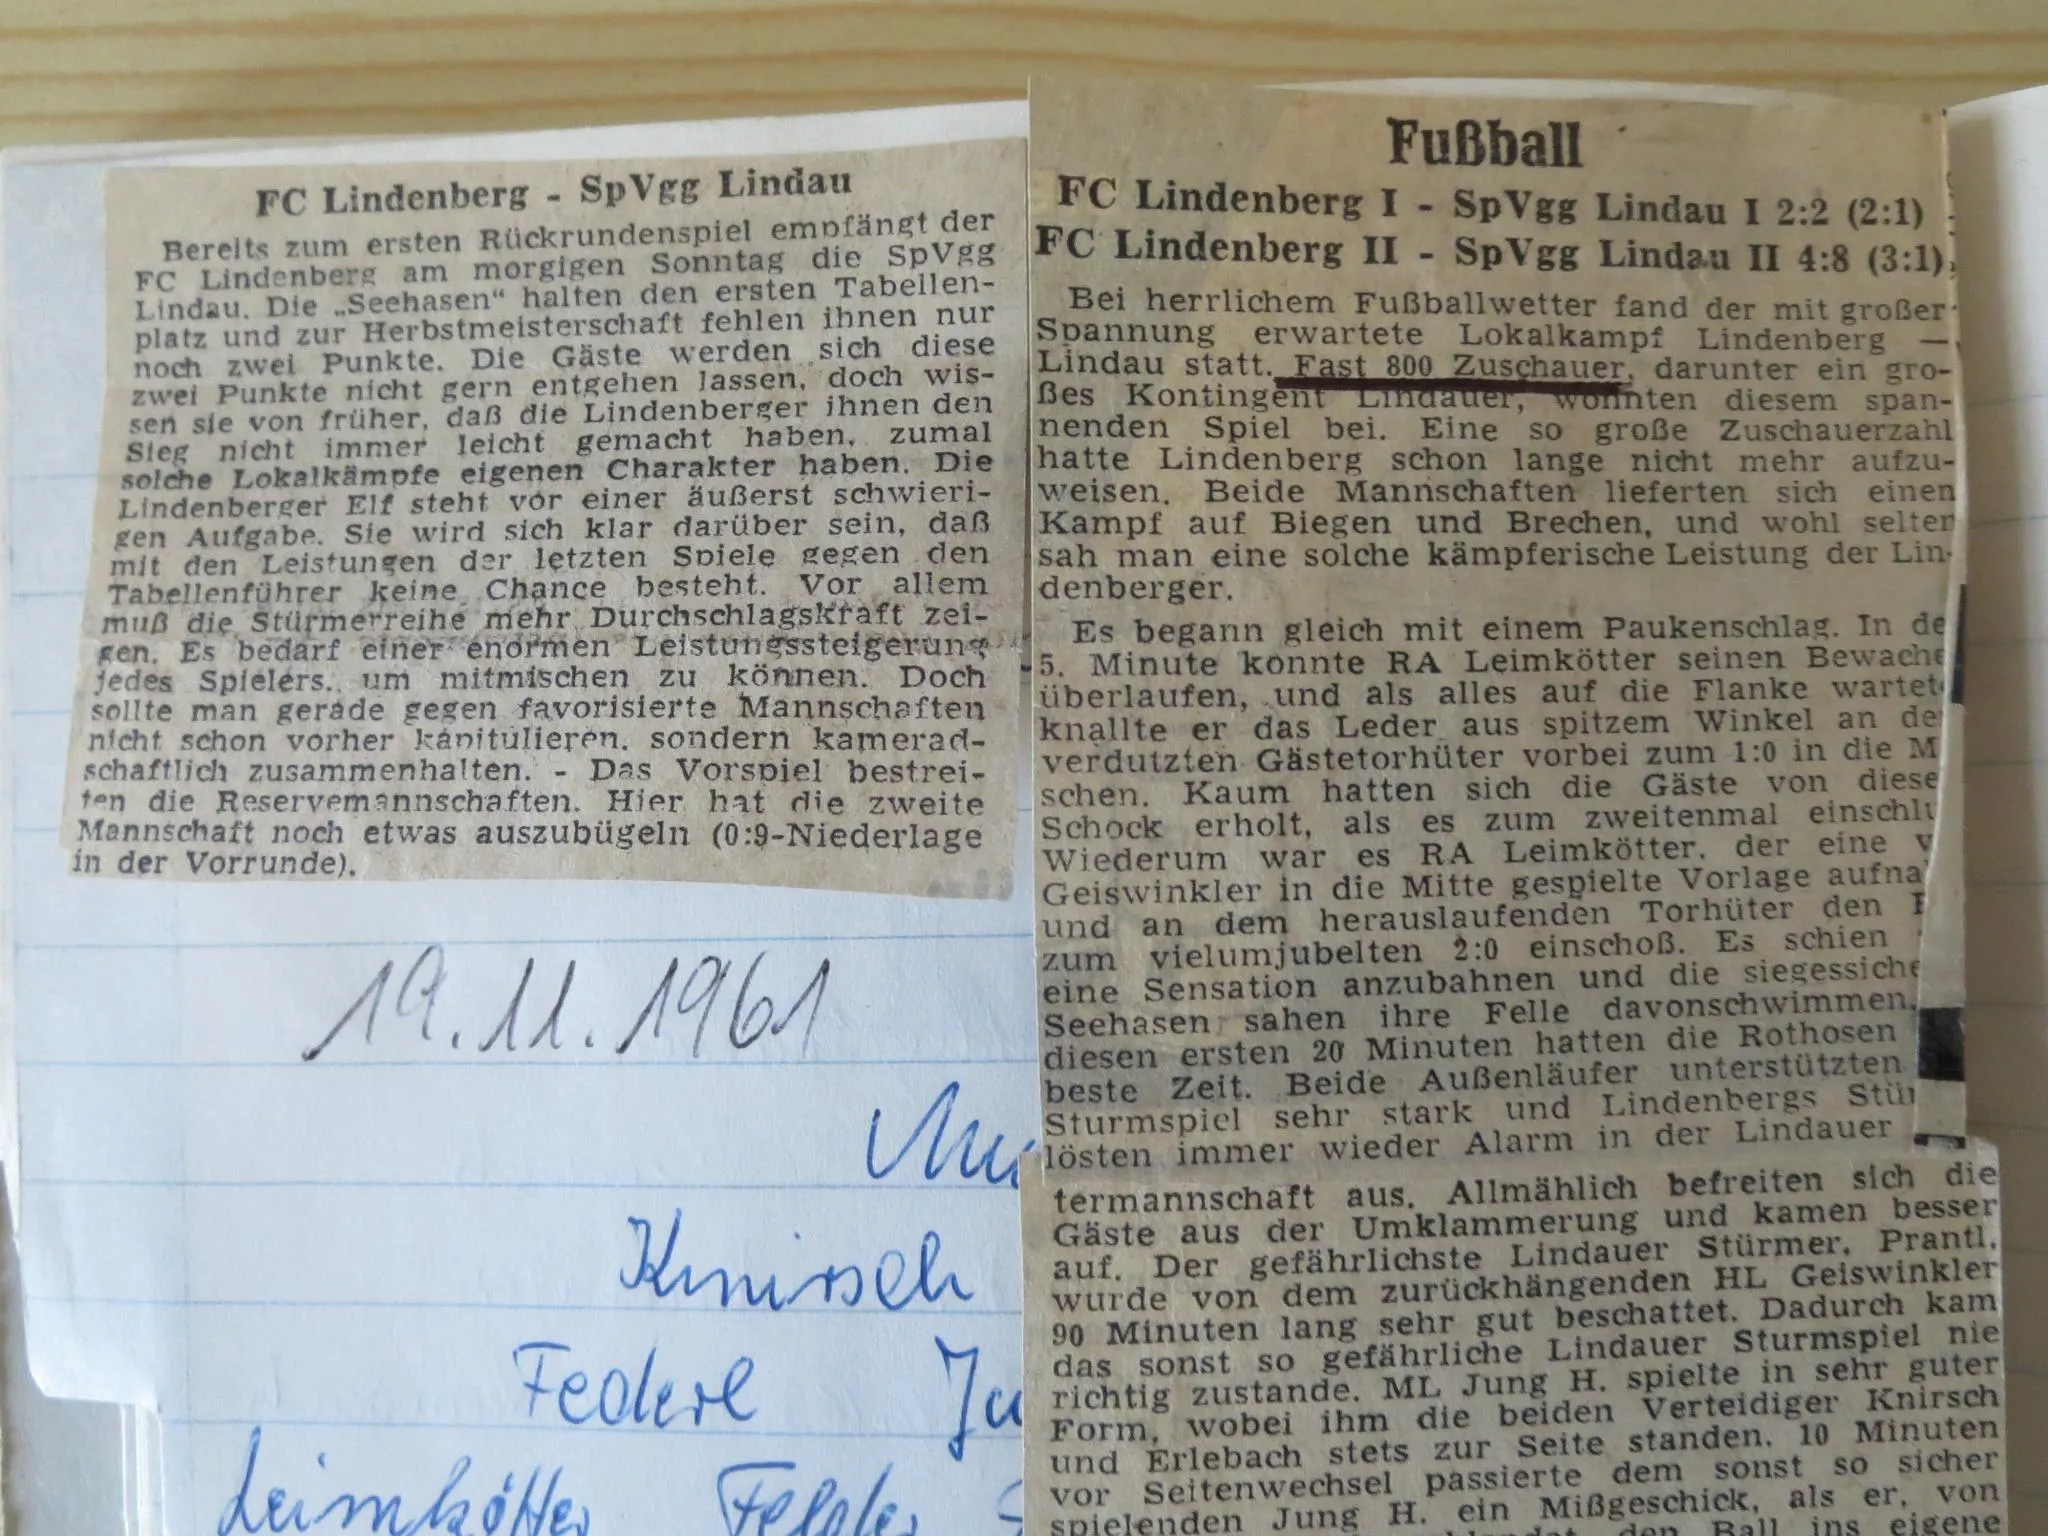 FC Lindenberg - SpVgg Lindau
Bereits zum ersten Rückrundenspiel empfängt der
FC Lindenberg am morgigen Sonntag die SpVgg
Lindau. Die „Seehasen“ halten den ersten Tabellen-
platz und zur Herbstmeisterschaft fehlen ihnen nur
noch zwei Punkte. Die Gäste werden sich diese
zwei Punkte nicht gern entgehen lassen, doch wis-
sen sie von früher, daß die Lindenberger ihnen den
Sieg nicht immer leicht gemacht haben, zumal
solche Lokalkämpfe eigenen Charakter haben. Die
Lindenberger Elf steht vor einer äußerst schwieri-
gen Aufgabe. Sie wird sich klar darüber sein, daß
mit den Leistungen der letzten Spiele gegen den
Tabellenführer keine Chance besteht. Vor allem
muß die Stürmerreihe mehr Durchschlagskraft zei-
gen. Es bedarf einer enormen Leistungssteigerung
jedes Spielers, um mitmischen zu können. Doch
sollte man gerade gegen favorisierte Mannschaften
nicht schon vorher kapitulieren, sondern kamerad-
schaftlich zusammenhalten. - Das Vorspiel bestrei-
ten die Reservemannschaften. Hier hat die zweite
Mannschaft noch etwas auszubügeln (0:9-Niederlage
in der Vorrunde).
19.11.1961
Knirsch
Federl Ju
Leimkötter Felder
Fußball
FC Lindenberg I - SpVgg Lindau I 2:2 (2:1)
FC Lindenberg II - SpVgg Lindau II 4:8 (3:1)
Bei herrlichem Fußballwetter fand der mit großer
Spannung erwartete Lokalkampf Lindenberg —
Lindau statt. Fast 800 Zuschauer, darunter ein gro-
ßes Kontingent Lindauer, wohnten diesem span-
nenden Spiel bei. Eine so große Zuschauerzahl
hatte Lindenberg schon lange nicht mehr aufzu-
weisen. Beide Mannschaften lieferten sich einen
Kampf auf Biegen und Brechen, und wohl selten
sah man eine solche kämpferische Leistung der Lin-
denberger.
Es begann gleich mit einem Paukenschlag. In de
5. Minute konnte RA Leimkötter seinen Bewache
überlaufen, und als alles auf die Flanke wartet
knallte er das Leder aus spitzem Winkel an de
verdutzten Gästetorhüter vorbei zum 1:0 in die M
schen. Kaum hatten sich die Gäste von diese
Schock erholt, als es zum zweitenmal einschlu
Wiederum war es RA Leimkötter, der eine v
Geiswinkler in die Mitte gespielte Vorlage aufna
und an dem herauslaufenden Torhüter den
zum vielumjubelten 2:0 einschoß. Es schien
eine Sensation anzubahnen und die siegessiche
Seehasen sahen ihre Felle davonschwimmen.
diesen ersten 20 Minuten hatten die Rothosen
beste Zeit. Beide Außenläufer unterstützten
Sturmspiel sehr stark und Lindenbergs Stür
lösten immer wieder Alarm in der Lindauer
termannschaft aus. Allmählich befreiten sich die
Gäste aus der Umklammerung und kamen besser
auf. Der gefährlichste Lindauer Stürmer, Prantl,
wurde von dem zurückhängenden HL Geiswinkler
90 Minuten lang sehr gut beschattet. Dadurch kam
das sonst so gefährliche Lindauer Sturmspiel nie
richtig zustande. ML Jung H. spielte in sehr guter
Form, wobei ihm die beiden Verteidiger Knirsch
und Erlebach stets zur Seite standen. 10 Minuten
vor Seitenwechsel passierte dem sonst so sicher
spielenden Jung H. ein Mißgeschick, als er, von
den Ball ins eigene